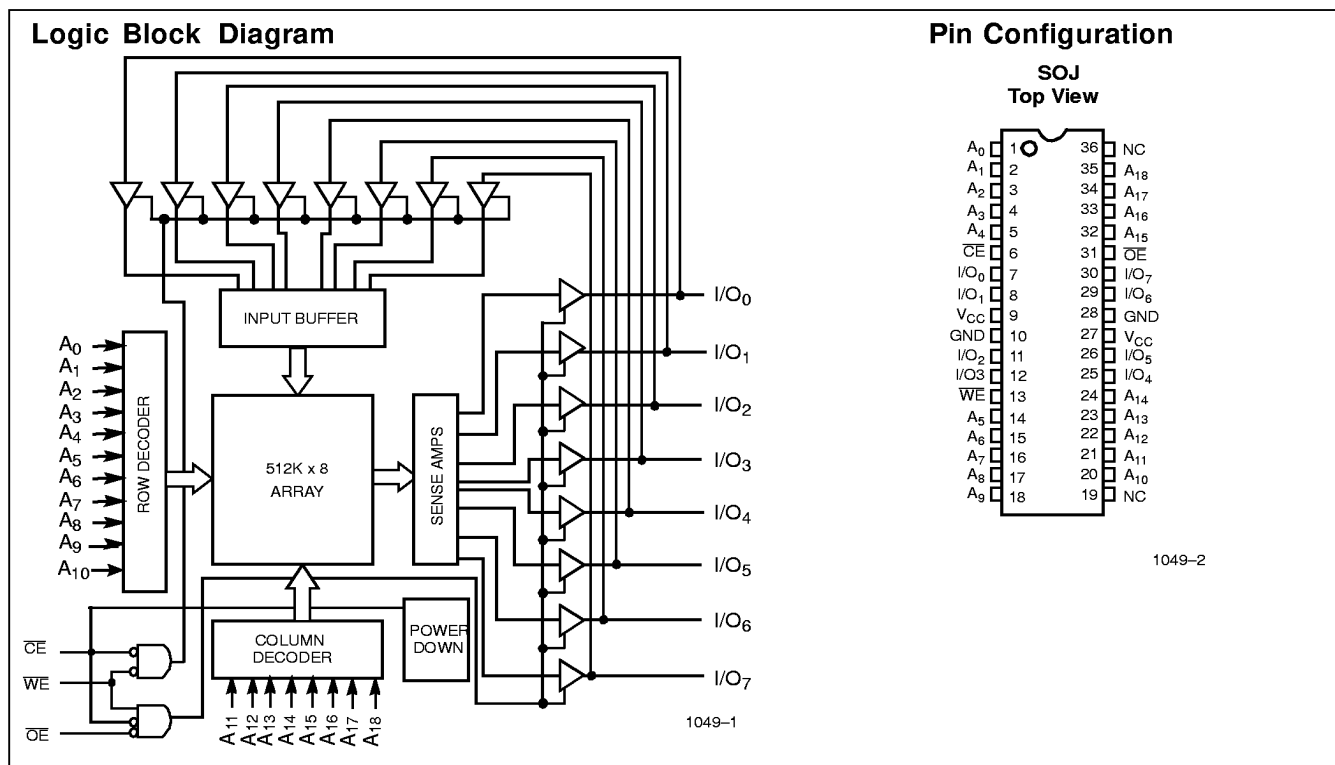 Logic Block Diagram
INPUT BUFFER
A0
A1
A2
A3
A4
A5
A6
A7
A8
A9
A10
ROW DECODER
512K x 8
ARRAY
SENSE AMPS
I/O0
I/O1
I/O2
I/O3
I/O4
I/O5
I/O6
I/O7
COLUMN
DECODER
POWER
DOWN
C̅E̅
W̅E̅
O̅E̅
A11
A12
A13
A14
A15
A16
A17
A18
1049–1
Pin Configuration
SOJ
Top View
A0 1 36 NC
A1 2 35 A18
A2 3 34 A17
A3 4 33 A16
A4 5 32 A15
C̅E̅ 6 31 O̅E̅
I/O0 7 30 I/O7
I/O1 8 29 I/O6
VCC 9 28 GND
GND 10 27 VCC
I/O2 11 26 I/O5
I/O3 12 25 I/O4
W̅E̅ 13 24 A14
A5 14 23 A13
A6 15 22 A12
A7 16 21 A11
A8 17 20 A10
A9 18 19 NC
1049–2